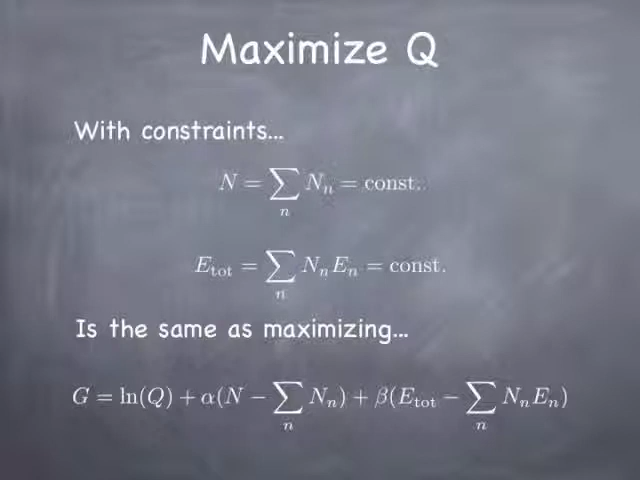 Maximize Q
With constraints...
N = ∑ₙ Nₙ = const.
E_tot = ∑ₙ NₙEₙ = const.
Is the same as maximizing...
G = ln(Q) + α(N − ∑ₙ Nₙ) + β(E_tot − ∑ₙ NₙEₙ)